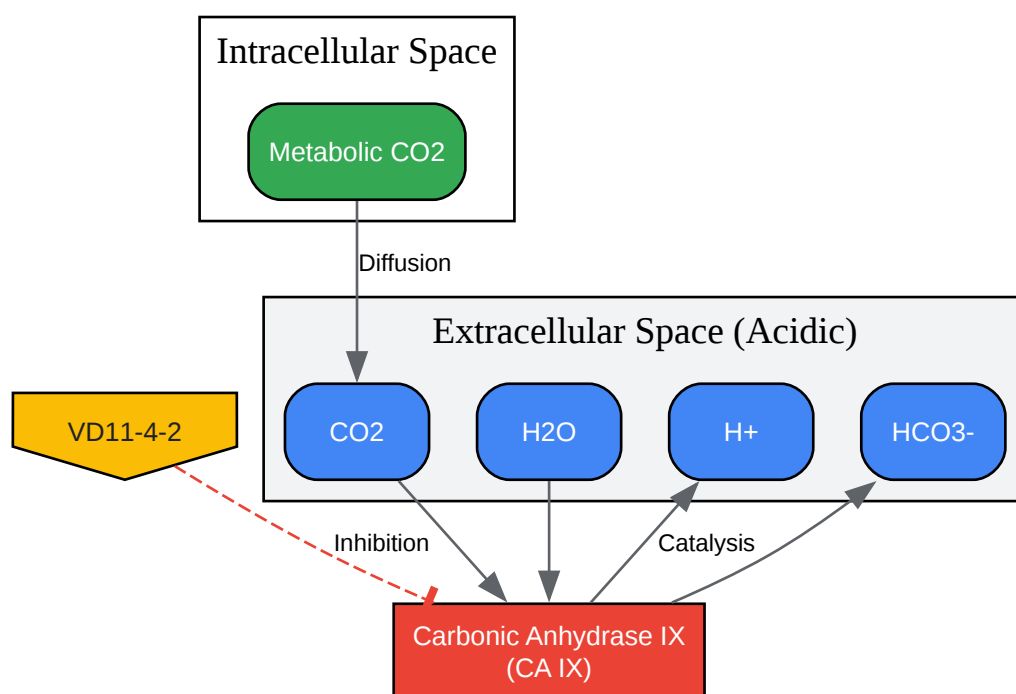 Intracellular Space
Metabolic CO2
Diffusion
Extracellular Space (Acidic)
VD11-4-2
CO2
H2O
H+
HCO3-
Inhibition
Catalysis
Carbonic Anhydrase IX
(CA IX)